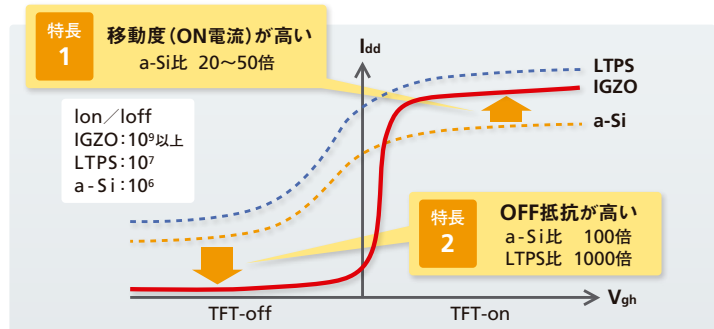 特長
1
移動度(ON電流)が高い
a-Si比 20〜50倍
Idd
LTPS
IGZO
a-Si
Ion/Ioff
IGZO:10⁹以上
LTPS:10⁷
a-Si:10⁶
特長
2
OFF抵抗が高い
a-Si比 100倍
LTPS比 1000倍
Vgh
TFT-off
TFT-on